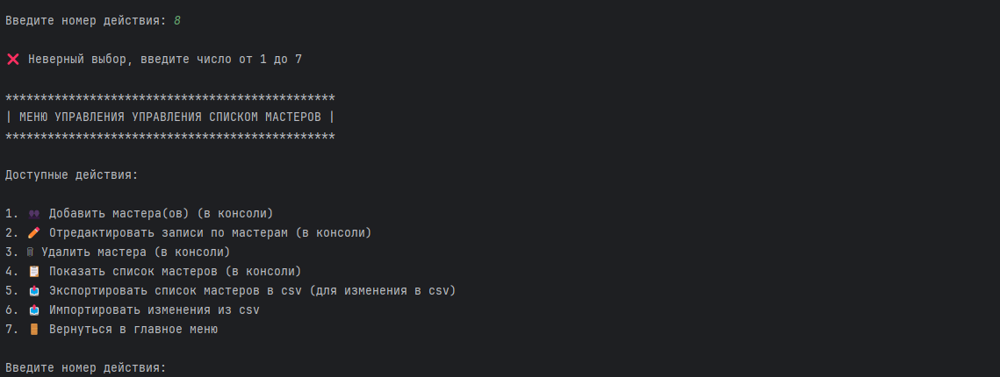 Введите номер действия: 8
❌ Неверный выбор, введите число от 1 до 7
***********************************************
| МЕНЮ УПРАВЛЕНИЯ УПРАВЛЕНИЯ СПИСКОМ МАСТЕРОВ |
***********************************************
Доступные действия:
1. 👥 Добавить мастера(ов) (в консоли)
2. ✏️ Отредактировать записи по мастерам (в консоли)
3. 🗑 Удалить мастера (в консоли)
4. 📋 Показать список мастеров (в консоли)
5. 📤 Экспортировать список мастеров в csv (для изменения в csv)
6. 📤 Импортировать изменения из csv
7. 🚪 Вернуться в главное меню
Введите номер действия: